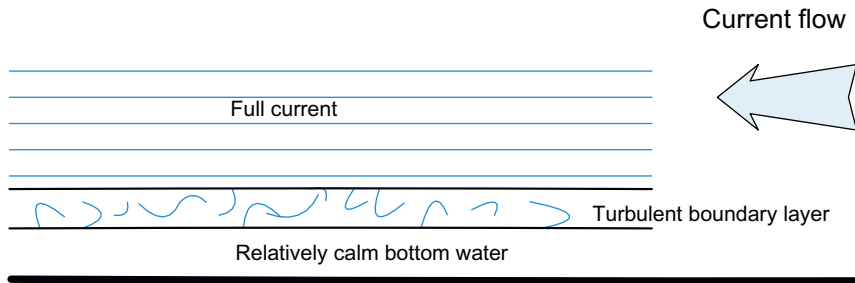 Current flow
Full current
Turbulent boundary layer
Relatively calm bottom water